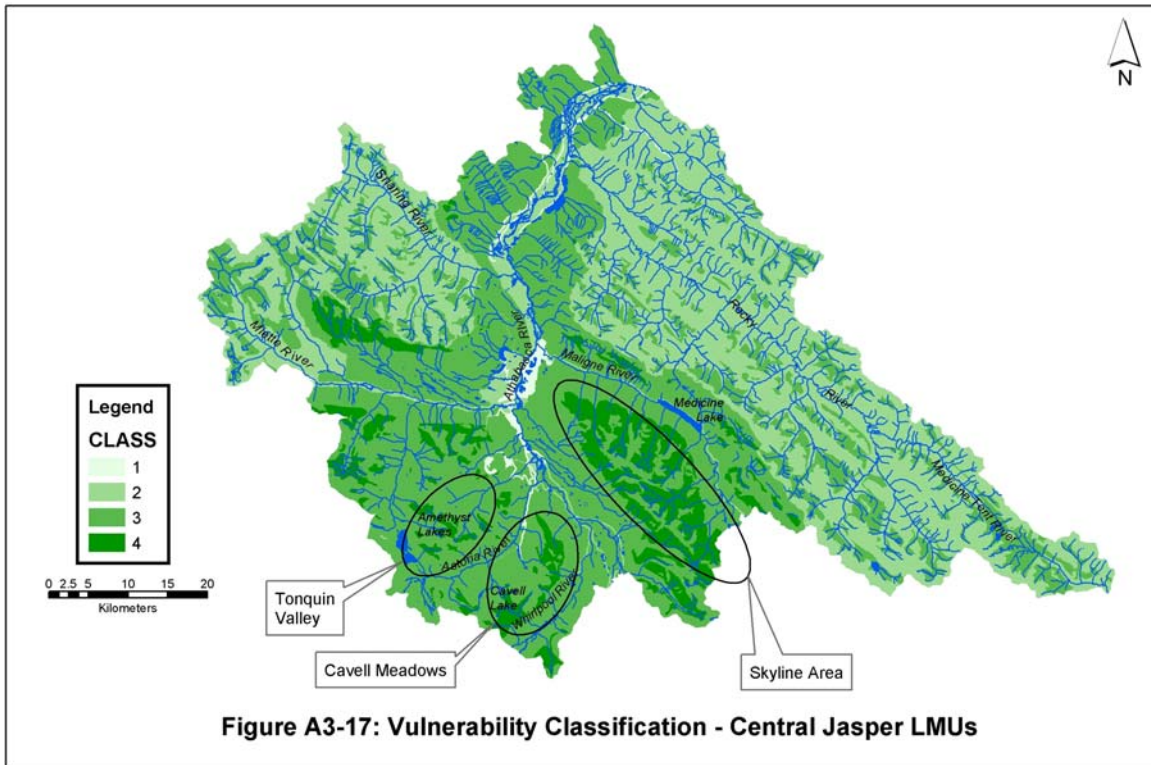 N
Snaring River
Miette River
Athabasca River
Rocky
River
Maligne River
Medicine
Lake
Medicine Tent River
Amethyst
Lakes
Astoria River
Cavell
Lake
Whirlpool River
Legend
CLASS
1
2
3
4
0 2.5 5 10 15 20
Kilometers
Tonquin
Valley
Cavell Meadows
Skyline Area
Figure A3-17: Vulnerability Classification - Central Jasper LMUs